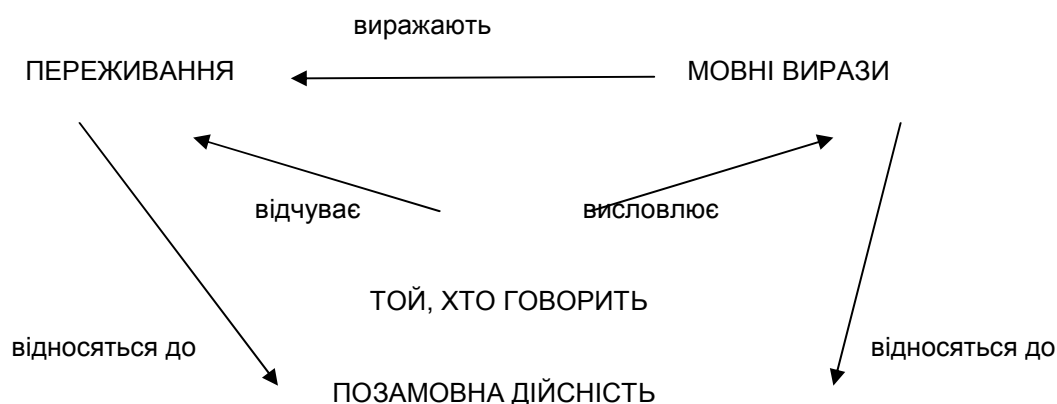 виражають
ПЕРЕЖИВАННЯ МОВНІ ВИРАЗИ
відчуває висловлює
ТОЙ, ХТО ГОВОРИТЬ
відносяться до відносяться до
ПОЗАМОВНА ДІЙСНІСТЬ